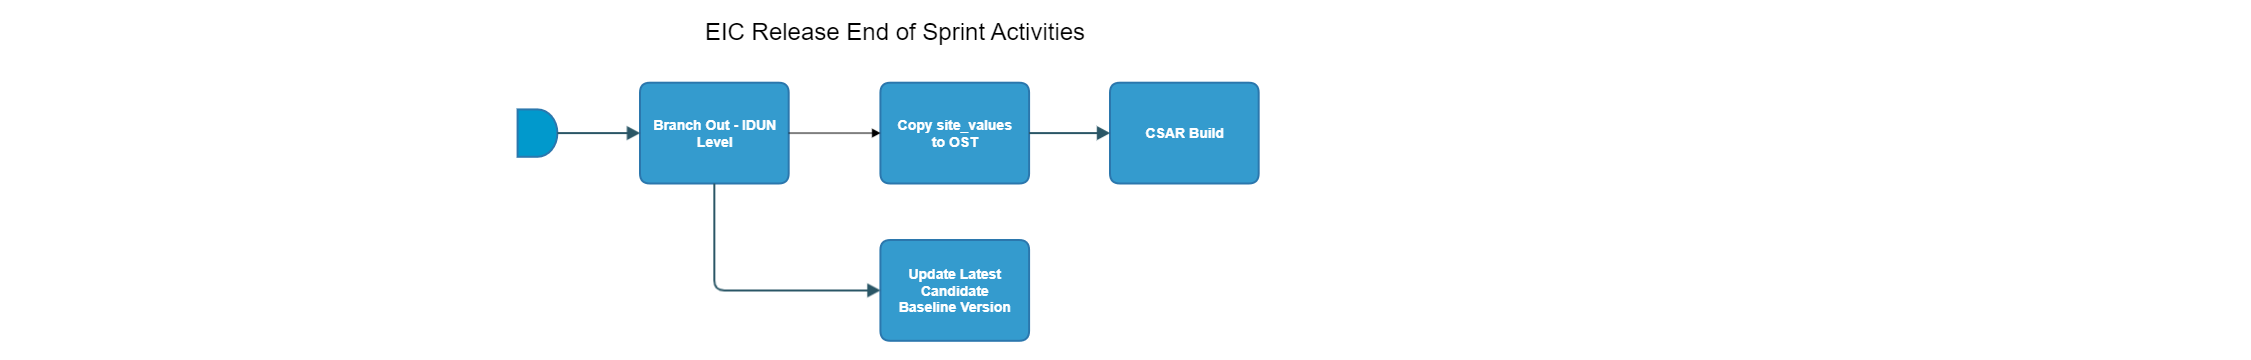 EIC Release End of Sprint Activities
Branch Out - IDUN
Level
Copy site_values
to OST
CSAR Build
Update Latest
Candidate
Baseline Version